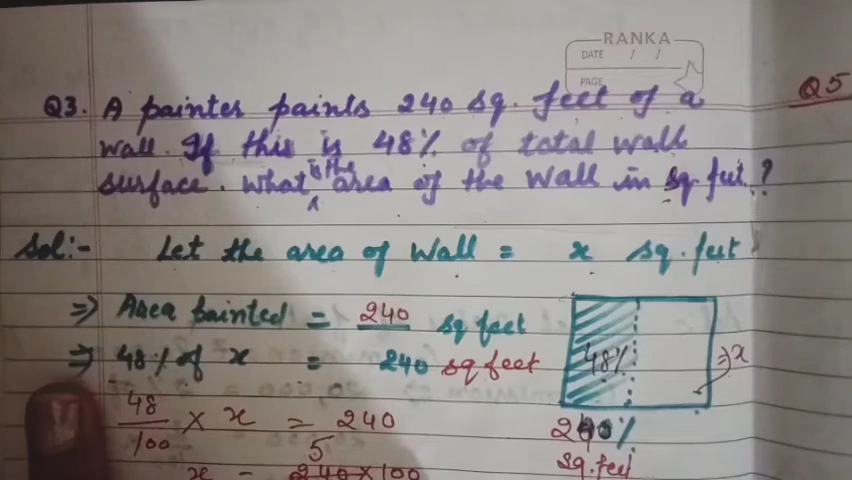 RANKA
DATE / /
PAGE
Q5
Q3. A painter paints 240 sq. feet of a
wall. If this is 48% of total wall
surface. What is the area of the wall in sq. feet.?
Sol:- Let the area of wall = x sq. feet
⇒ Area painted = 240 sq feet
⇒ 48% of x = 240 sq feet
48% ⇒ x
48/100 × x = 240
5
x = 240×100
sq. feet